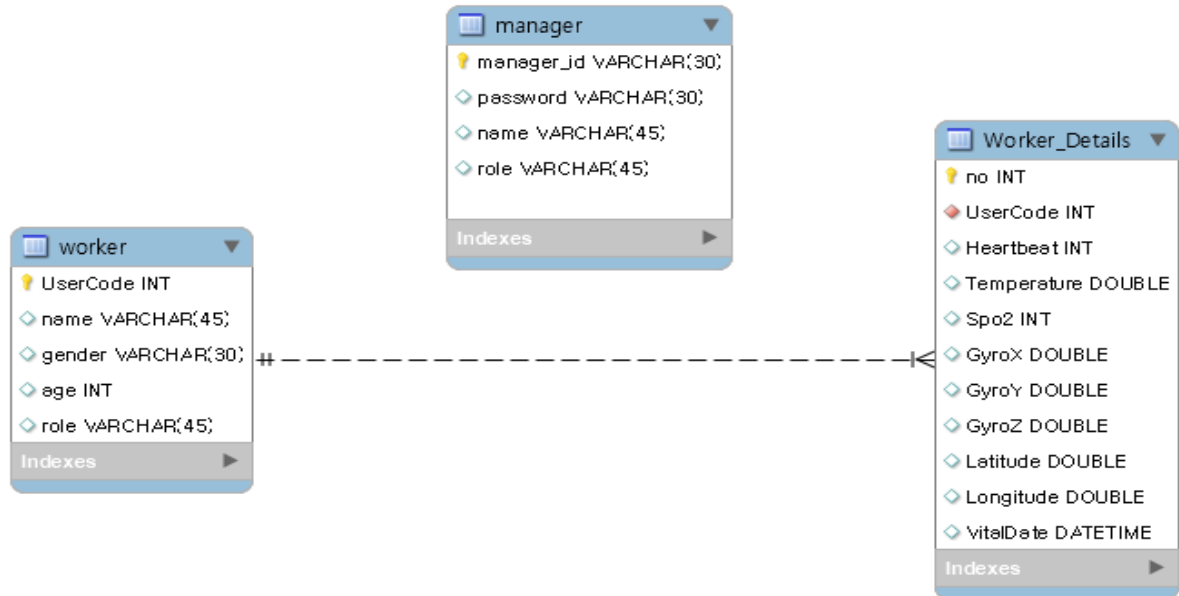 manager
manager_id VARCHAR(30)
password VARCHAR(30)
name VARCHAR(45)
role VARCHAR(45)
Indexes
worker
UserCode INT
name VARCHAR(45)
gender VARCHAR(30)
age INT
role VARCHAR(45)
Indexes
Worker_Details
no INT
UserCode INT
Heartbeat INT
Temperature DOUBLE
Spo2 INT
GyroX DOUBLE
GyroY DOUBLE
GyroZ DOUBLE
Latitude DOUBLE
Longitude DOUBLE
VitalDate DATETIME
Indexes